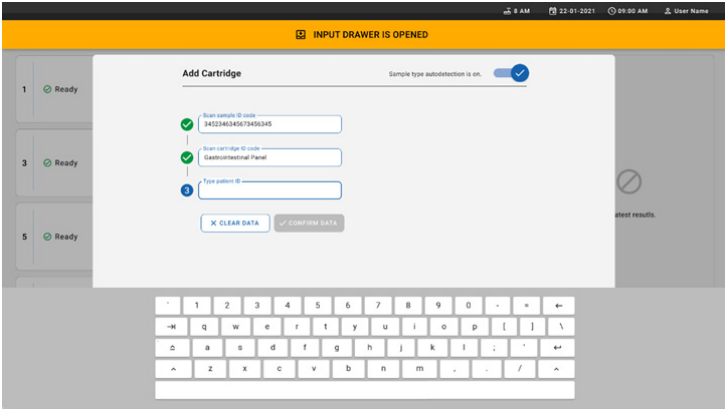 8 AM 22-01-2021 09:00 AM User Name
INPUT DRAWER IS OPENED
Add Cartridge
Sample type autodetection is on.
1 Ready
Scan sample ID code
3452346345673456345
Scan cartridge ID code
Gastrointestinal Panel
3 Ready
3
Type patient ID
atest resutls.
5 Ready
CLEAR DATA
CONFIRM DATA
` 1 2 3 4 5 6 7 8 9 0 - =
q w e r t y u i o p [ ] \
a s d f g h j k l ; '
z x c v b n m , . /